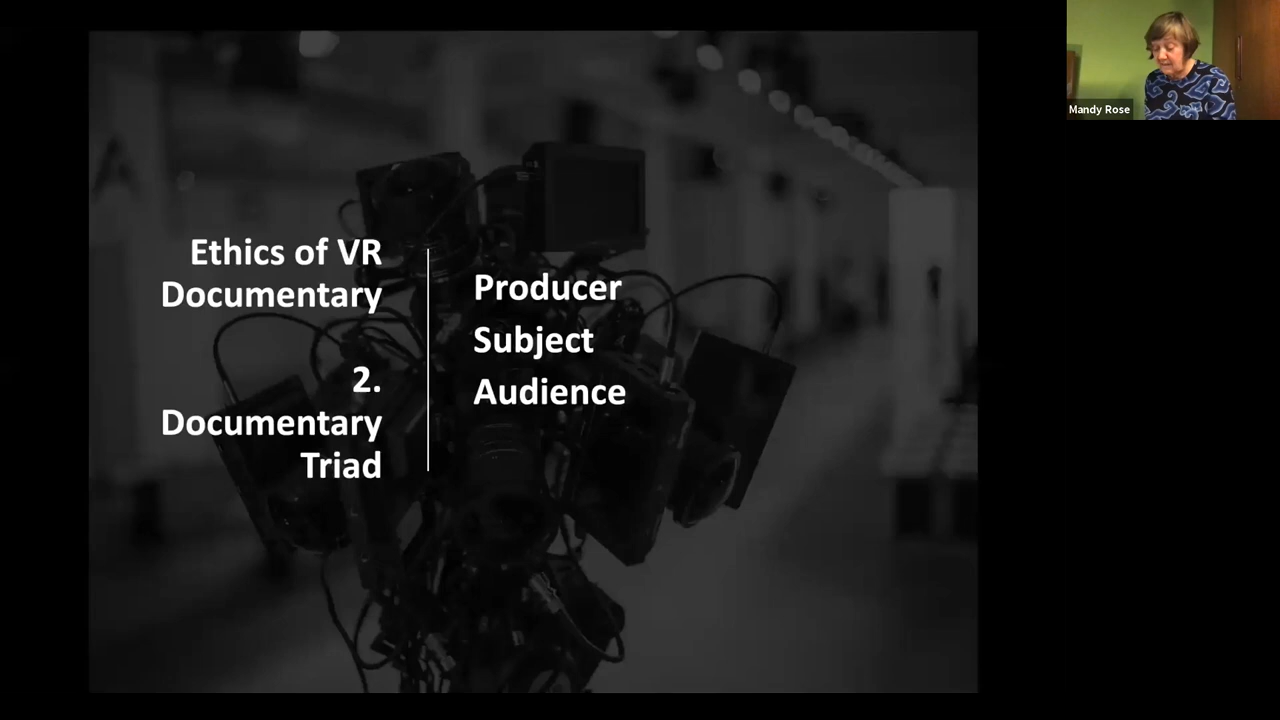 Ethics of VR
Documentary
2.
Documentary
Triad
Producer
Subject
Audience
Mandy Rose